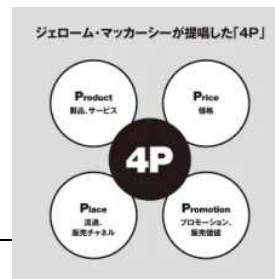 ジェローム・マッカーシーが提唱した「4P」
Product
製品、サービス
Price
価格
4P
Place
流通、
販売チャネル
Promotion
プロモーション、
販売価値